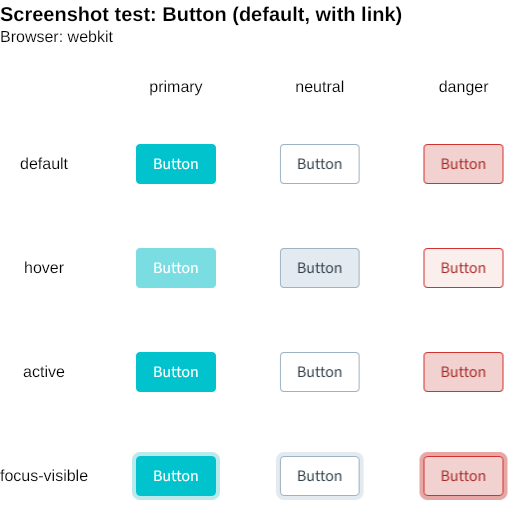 Screenshot test: Button (default, with link)
Browser: webkit
primary neutral danger
default Button Button Button
hover Button Button Button
active Button Button Button
focus-visible Button Button Button